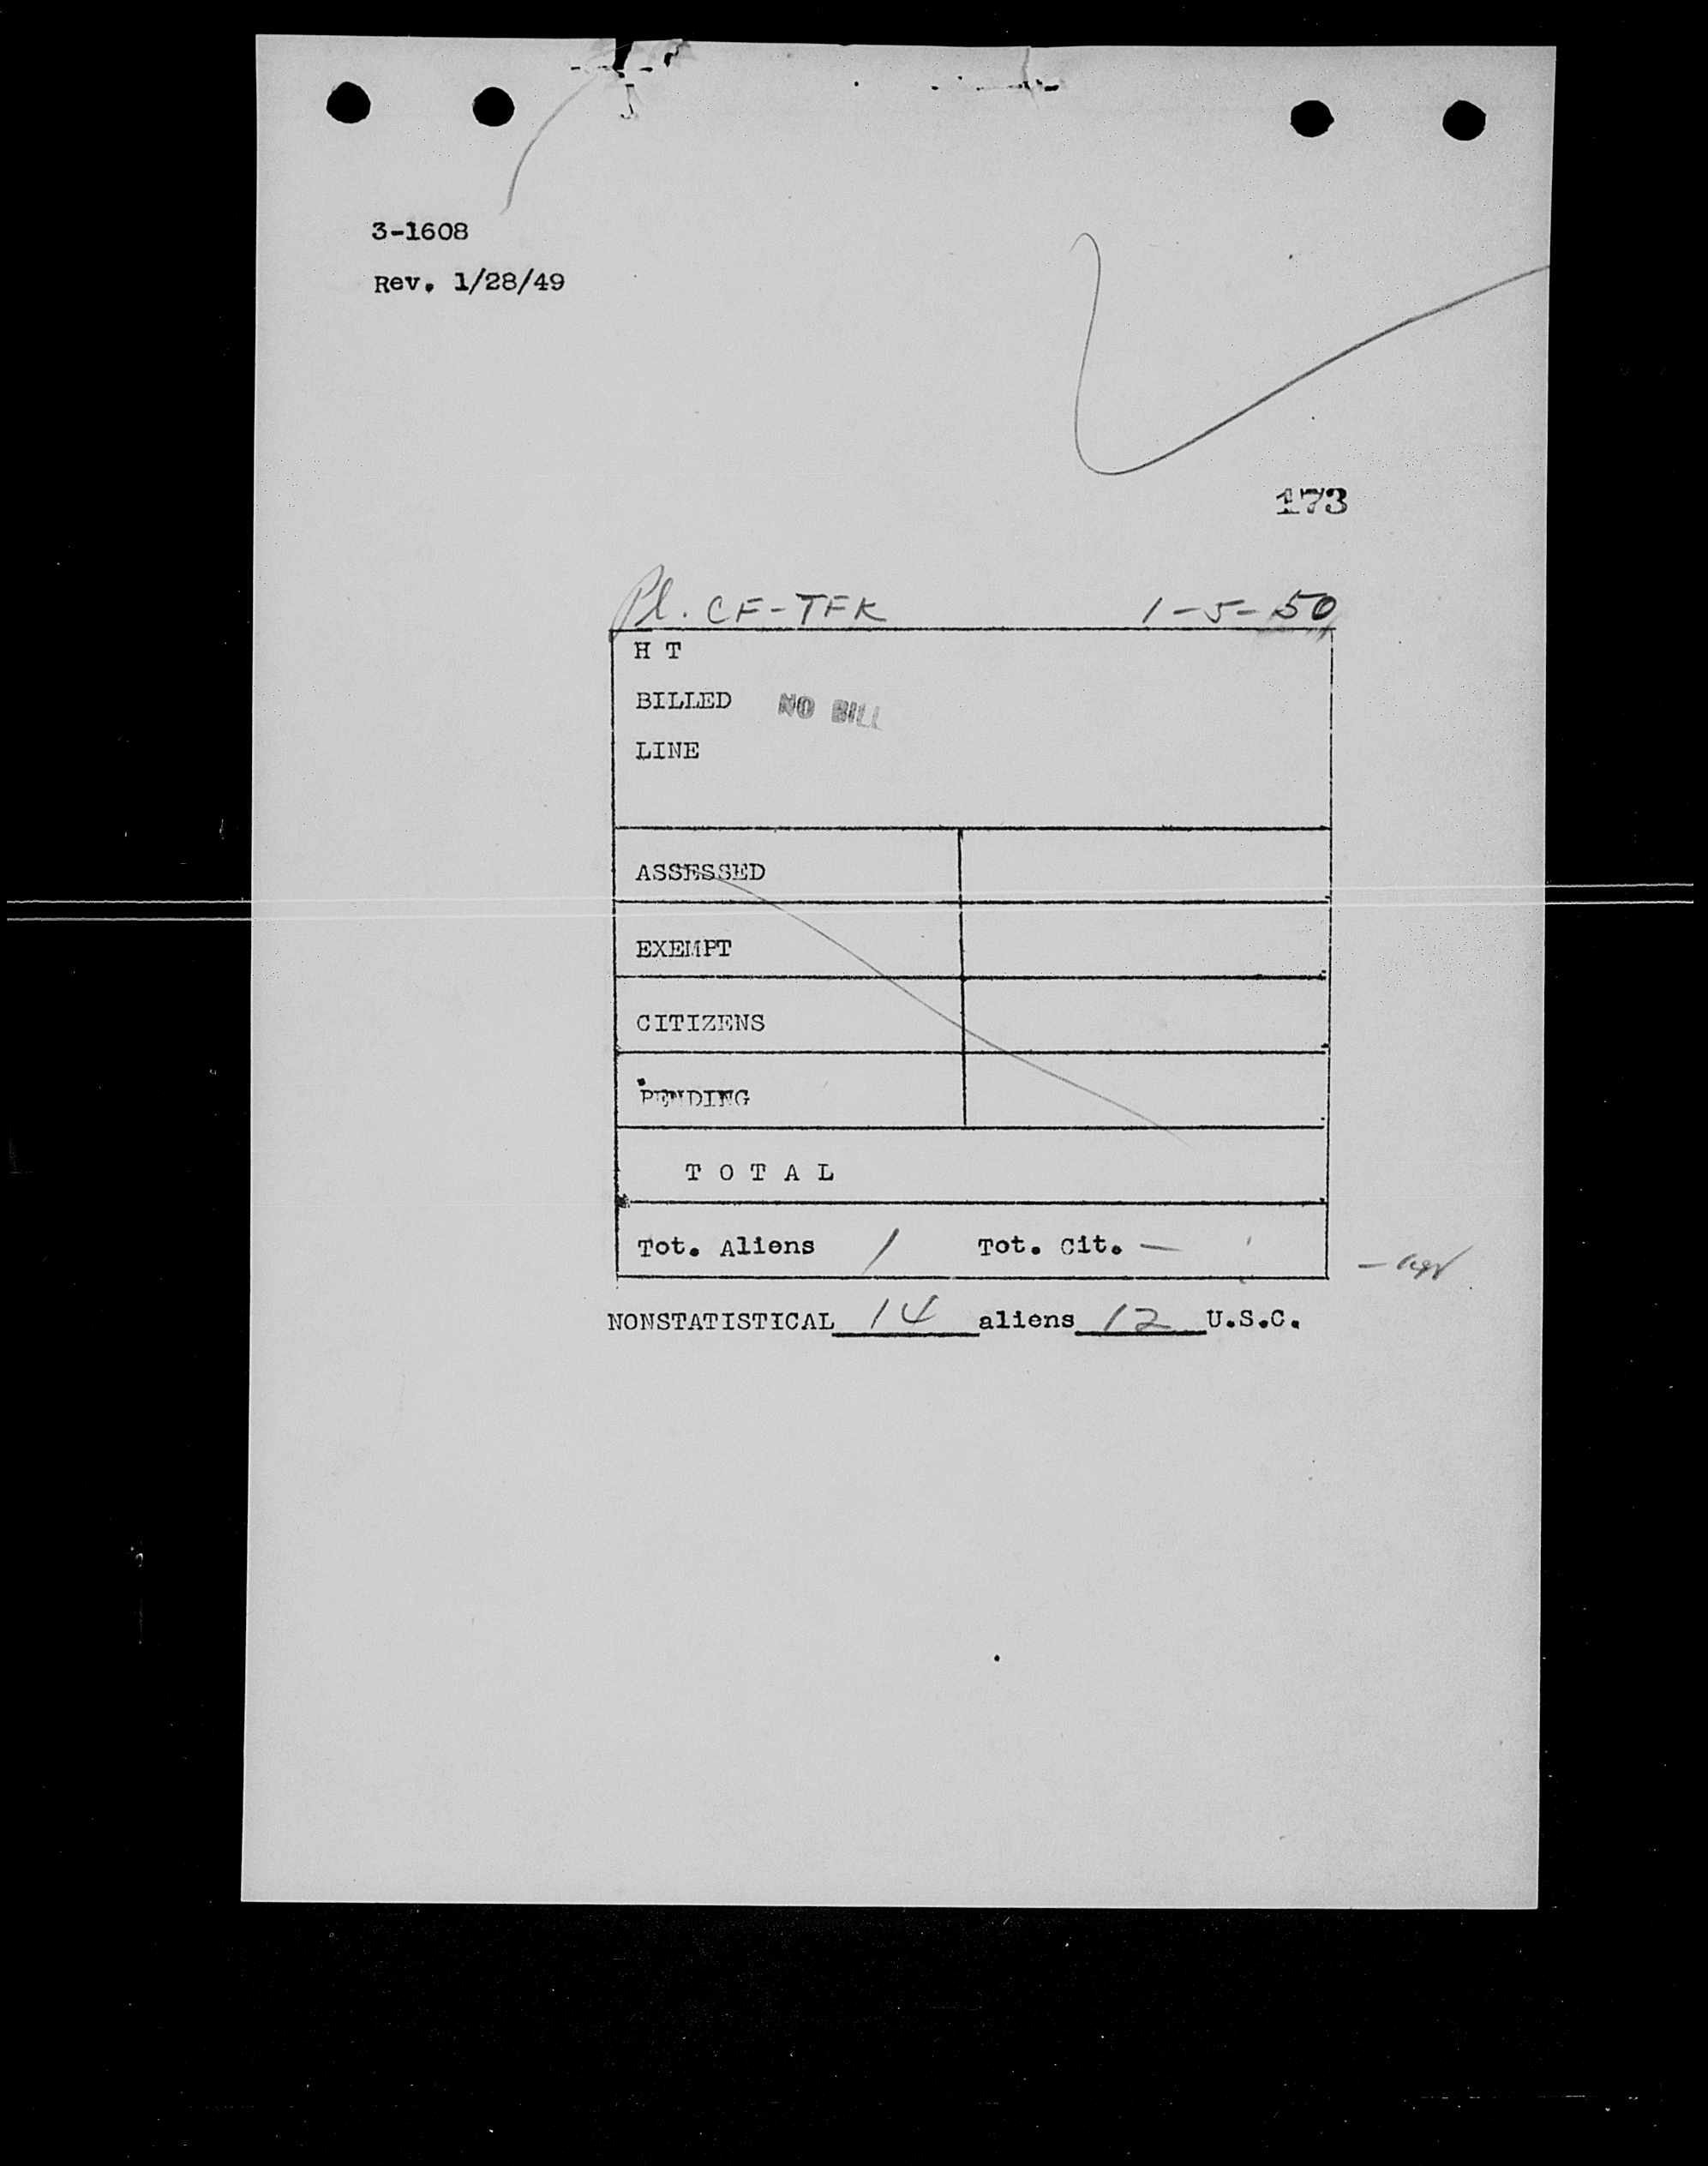 3-1608
Rev. 1/28/49
173
Pl. CF-TFK 1-5-50
H T
BILLED NO BILL
LINE
ASSESSED
EXEMPT
CITIZENS
PENDING
T O T A L
Tot. Aliens / Tot. Cit. —
NONSTATISTICAL 14 aliens 12 U.S.C.